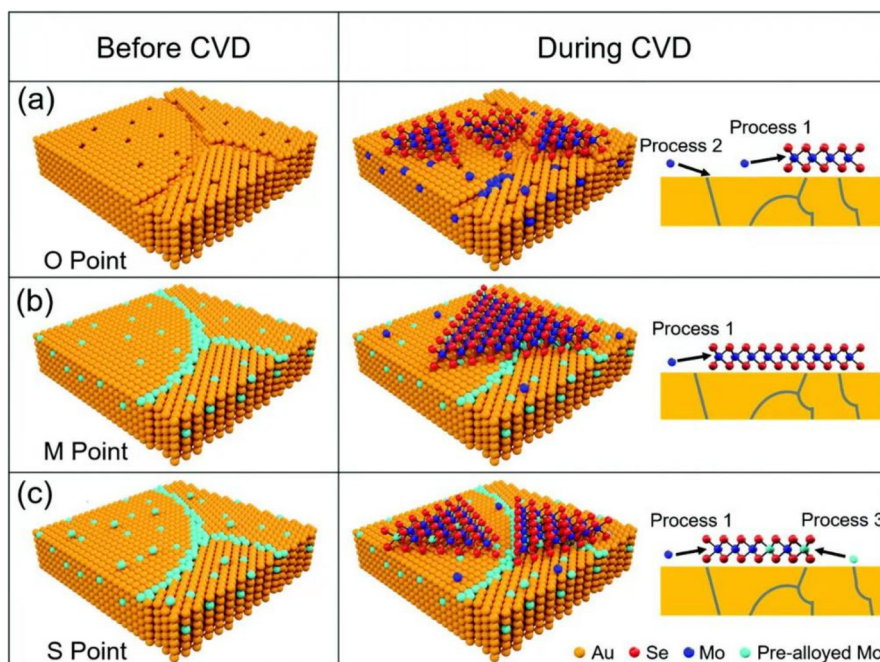 Before CVD
During CVD
(a)
O Point
Process 2
Process 1
(b)
M Point
Process 1
(c)
S Point
Process 1
Process 3
Au Se Mo Pre-alloyed Mo